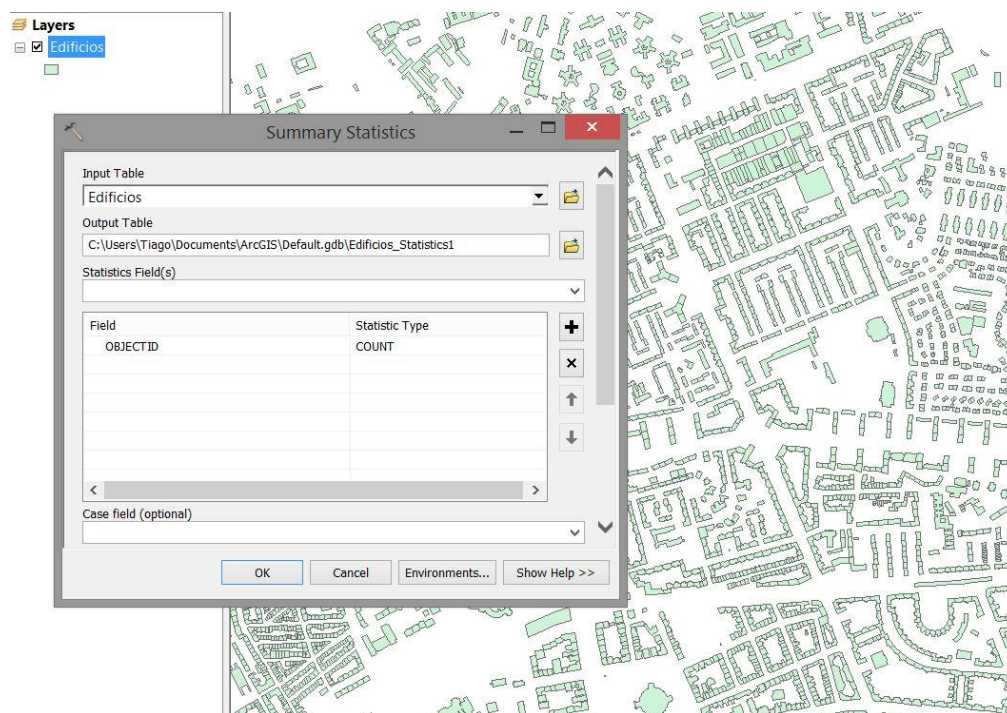 Layers
Edificios
Summary Statistics
Input Table
Edificios
Output Table
C:\Users\Tiago\Documents\ArcGIS\Default.gdb\Edificios_Statistics1
Statistics Field(s)
Field Statistic Type
OBJECTID COUNT
Case field (optional)
OK Cancel Environments... Show Help >>